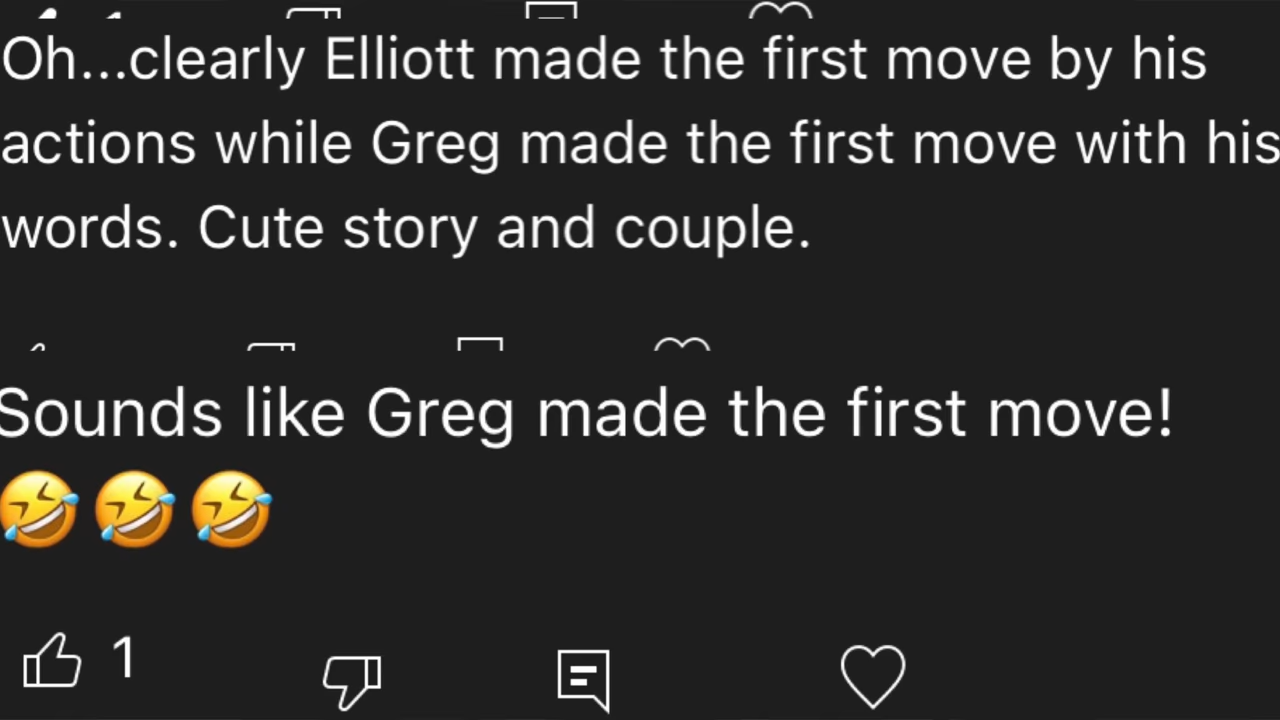 Oh...clearly Elliott made the first move by his
actions while Greg made the first move with his
words. Cute story and couple.
Sounds like Greg made the first move!
🤣🤣🤣
1